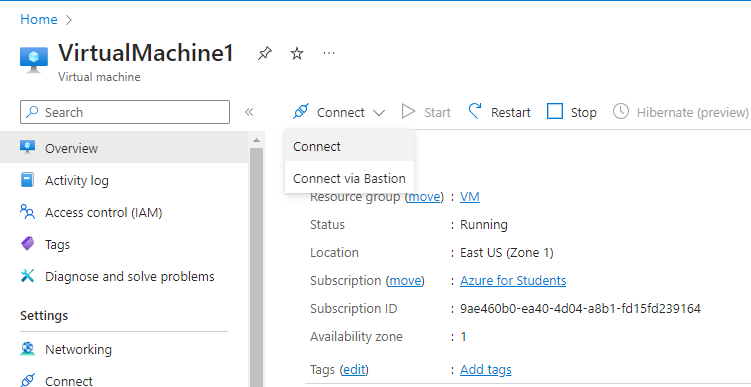 Home >
VirtualMachine1
Virtual machine
Search
«
Connect
Start
Restart
Stop
Hibernate (preview)
Connect
Connect via Bastion
Overview
Activity log
Access control (IAM)
Tags
Diagnose and solve problems
Settings
Networking
Connect
Resource group (move) : VM
Status : Running
Location : East US (Zone 1)
Subscription (move) : Azure for Students
Subscription ID : 9ae460b0-ea40-4d04-a8b1-fd15fd239164
Availability zone : 1
Tags (edit) : Add tags